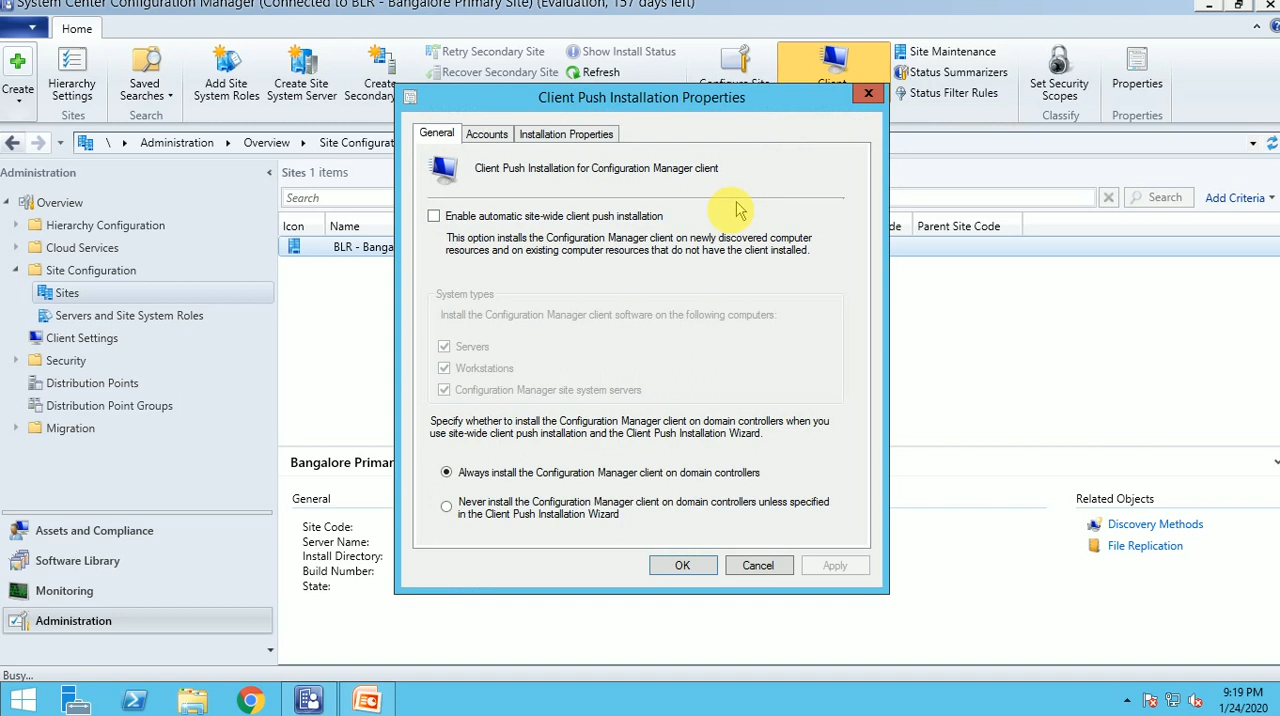 System Center Configuration Manager (Connected to BLR - Bangalore Primary Site) (Evaluation, 157 days left)
Home
Create
Hierarchy Settings
Saved Searches
Add Site System Roles
Create Site System Server
Create Secondary
Retry Secondary Site
Recover Secondary Site
Show Install Status
Refresh
Configure Site
Client
Site Maintenance
Status Summarizers
Status Filter Rules
Set Security Scopes
Properties
Sites
Search
Classify
Properties
\ Administration Overview Site Configurat
Administration
Overview
Hierarchy Configuration
Cloud Services
Site Configuration
Sites
Servers and Site System Roles
Client Settings
Security
Distribution Points
Distribution Point Groups
Migration
Assets and Compliance
Software Library
Monitoring
Administration
Sites 1 items
Search
Search
Add Criteria
Icon Name
de Parent Site Code
BLR - Banga
Client Push Installation Properties
General Accounts Installation Properties
Client Push Installation for Configuration Manager client
Enable automatic site-wide client push installation
This option installs the Configuration Manager client on newly discovered computer
resources and on existing computer resources that do not have the client installed.
System types
Install the Configuration Manager client software on the following computers:
Servers
Workstations
Configuration Manager site system servers
Specify whether to install the Configuration Manager client on domain controllers when you
use site-wide client push installation and the Client Push Installation Wizard.
Always install the Configuration Manager client on domain controllers
Never install the Configuration Manager client on domain controllers unless specified
in the Client Push Installation Wizard
OK Cancel Apply
Bangalore Primar
General
Site Code:
Server Name:
Install Directory:
Build Number:
State:
Related Objects
Discovery Methods
File Replication
Busy...
9:19 PM
1/24/2020